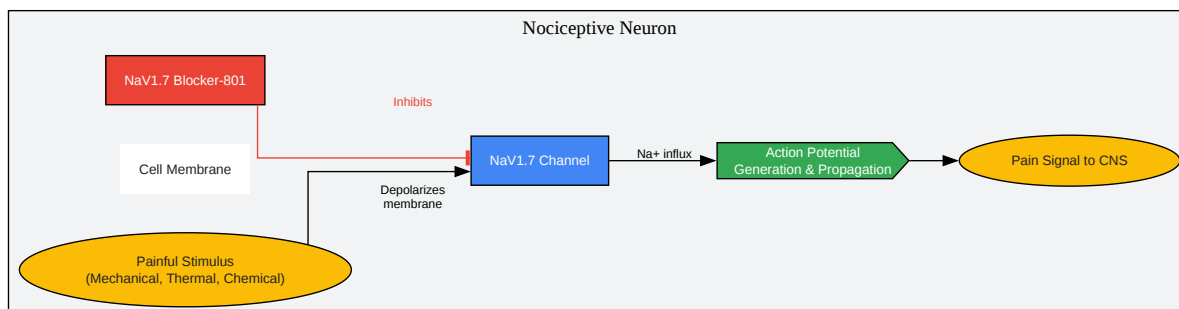 Nociceptive Neuron
NaV1.7 Blocker-801
Inhibits
Cell Membrane
NaV1.7 Channel
Na+ influx
Action Potential
Generation & Propagation
Pain Signal to CNS
Depolarizes
membrane
Painful Stimulus
(Mechanical, Thermal, Chemical)